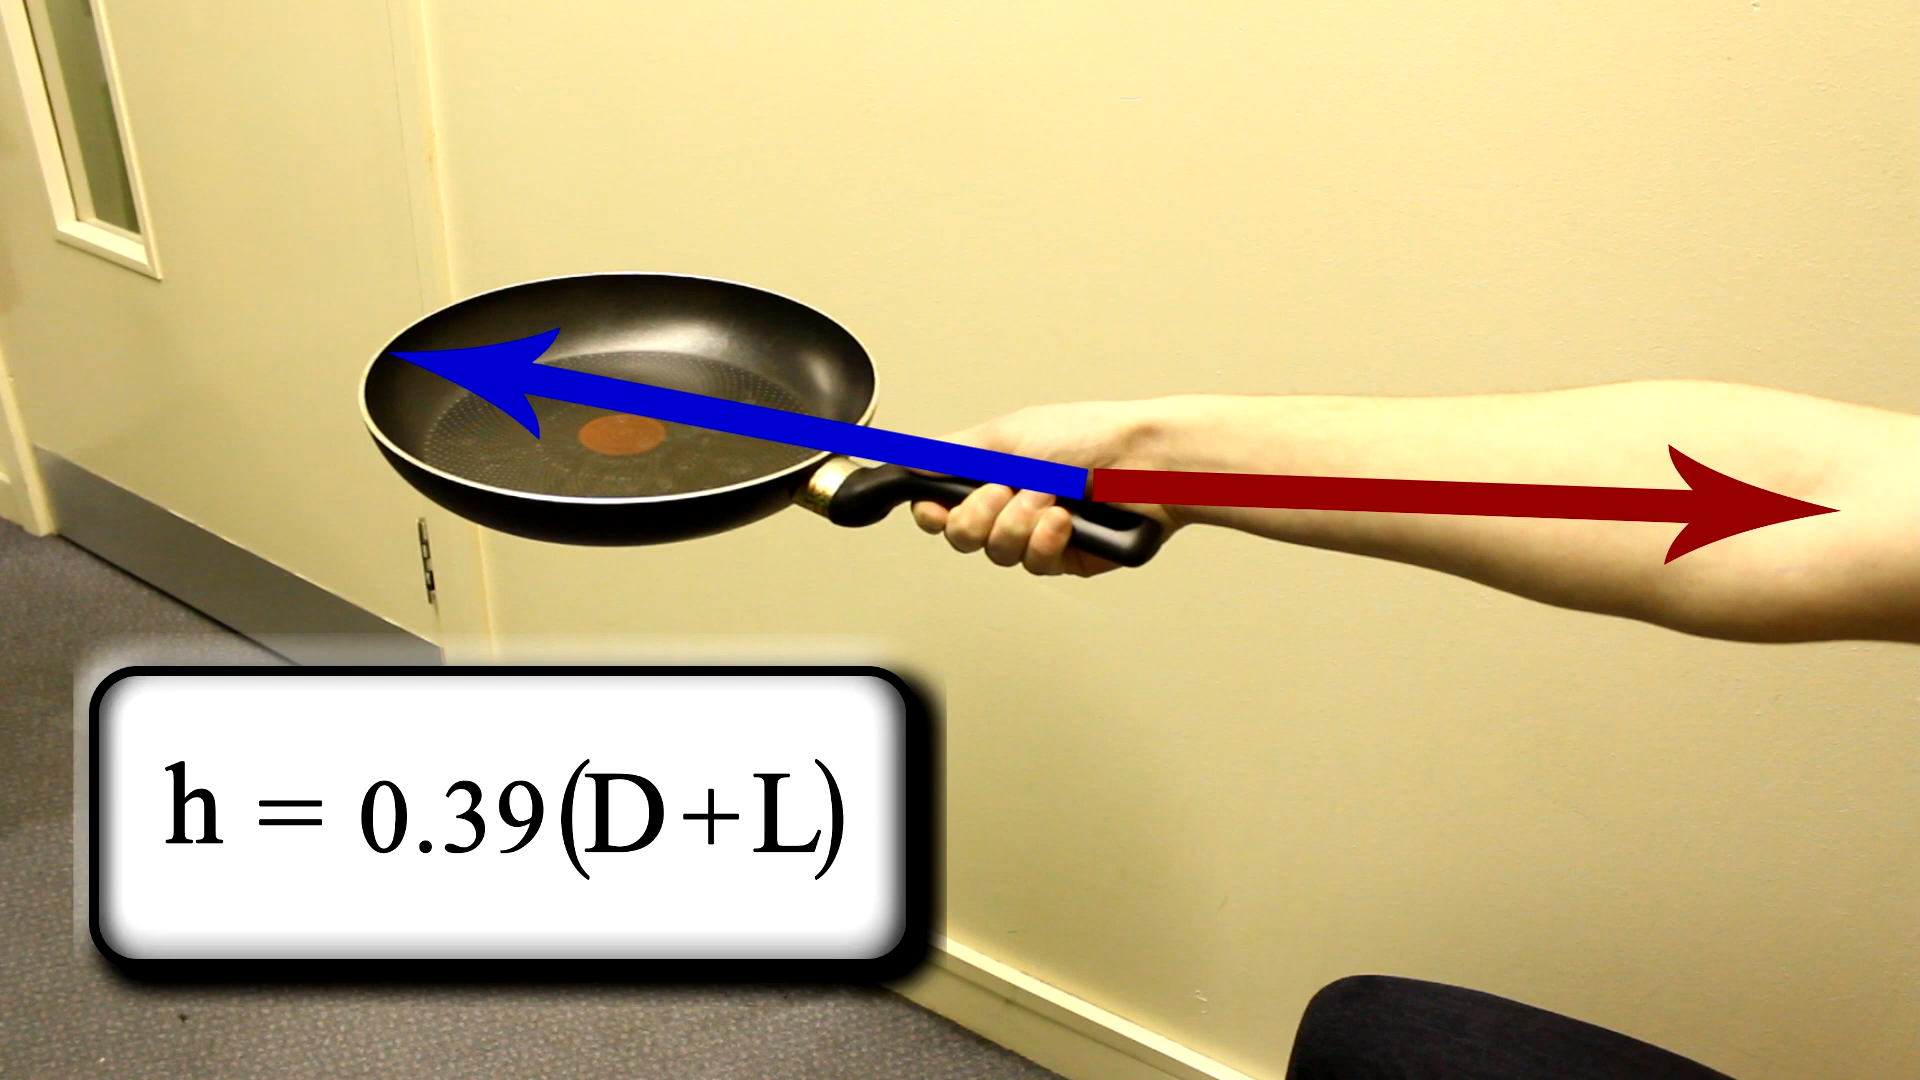 h = 0.39(D+L)